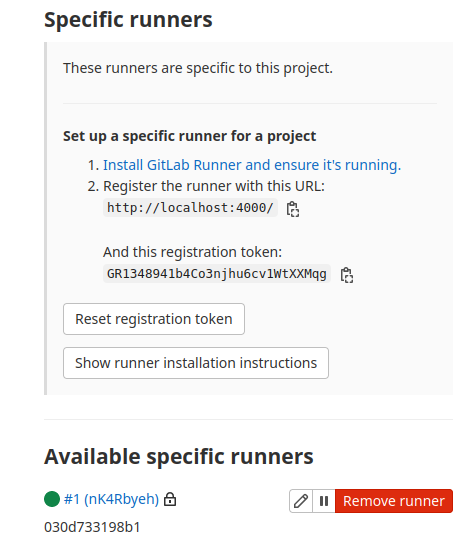 Specific runners
These runners are specific to this project.
Set up a specific runner for a project
1. Install GitLab Runner and ensure it's running.
2. Register the runner with this URL:
http://localhost:4000/
And this registration token:
GR1348941b4Co3njhu6cv1WtXXMqg
Reset registration token
Show runner installation instructions
Available specific runners
#1 (nK4Rbyeh) Remove runner
030d733198b1